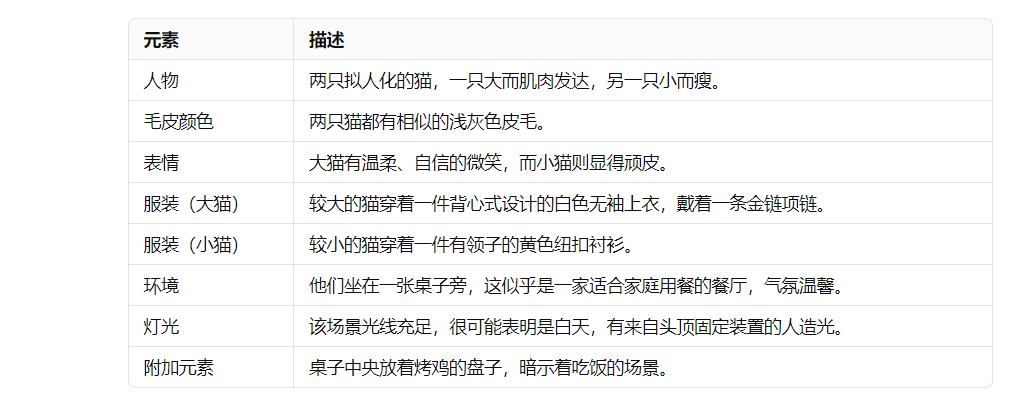 元素 描述
人物 两只拟人化的猫，一只大而肌肉发达，另一只小而瘦。
毛皮颜色 两只猫都有相似的浅灰色皮毛。
表情 大猫有温柔、自信的微笑，而小猫则显得顽皮。
服装（大猫） 较大的猫穿着一件背心式设计的白色无袖上衣，戴着一条金链项链。
服装（小猫） 较小的猫穿着一件有领子的黄色纽扣衬衫。
环境 他们坐在一张桌子旁，这似乎是一家适合家庭用餐的餐厅，气氛温馨。
灯光 该场景光线充足，很可能表明是白天，有来自头顶固定装置的人造光。
附加元素 桌子中央放着烤鸡的盘子，暗示着吃饭的场景。